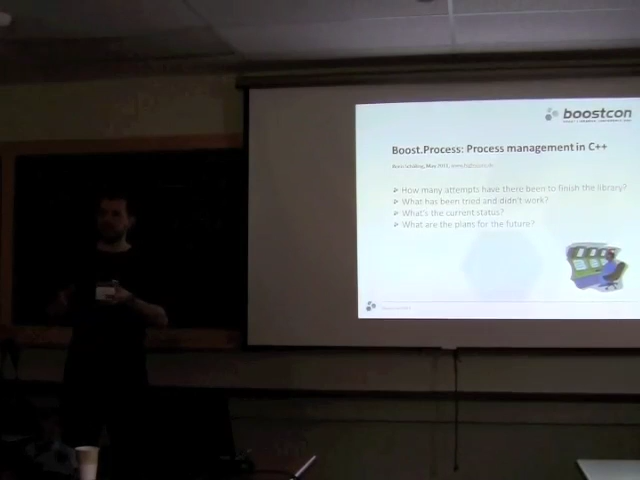 boostcon
Boost.Process: Process management in C++
➢ How many attempts have there been to finish the library?
➢ What has been tried and didn't work?
➢ What's the current status?
➢ What are the plans for the future?